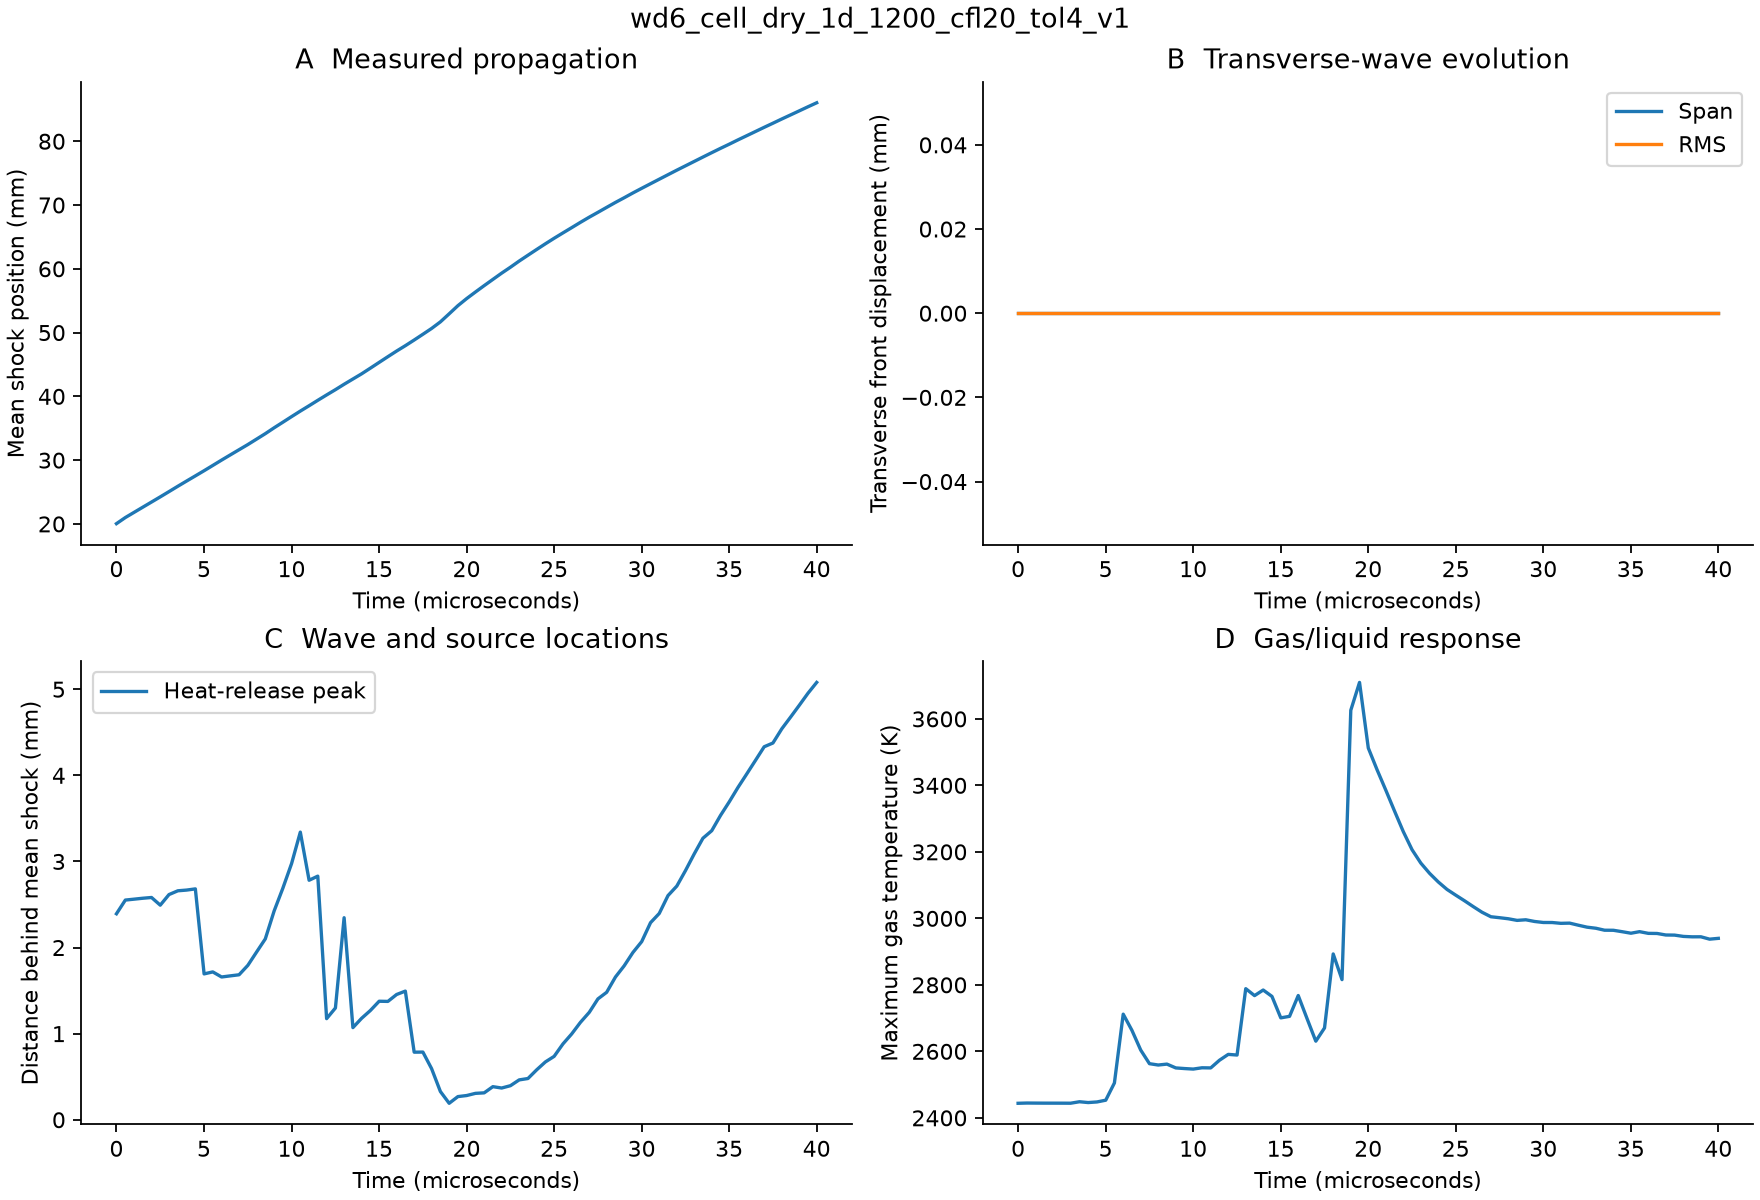 wd6_cell_dry_1d_1200_cfl20_tol4_v1
A  Measured propagation
Mean shock position (mm)
80
70
60
50
40
30
20
0 5 10 15 20 25 30 35 40
Time (microseconds)
B  Transverse-wave evolution
Transverse front displacement (mm)
Span
RMS
0.04
0.02
0.00
−0.02
−0.04
0 5 10 15 20 25 30 35 40
Time (microseconds)
C  Wave and source locations
Distance behind mean shock (mm)
Heat-release peak
5
4
3
2
1
0
0 5 10 15 20 25 30 35 40
Time (microseconds)
D  Gas/liquid response
Maximum gas temperature (K)
3600
3400
3200
3000
2800
2600
2400
0 5 10 15 20 25 30 35 40
Time (microseconds)